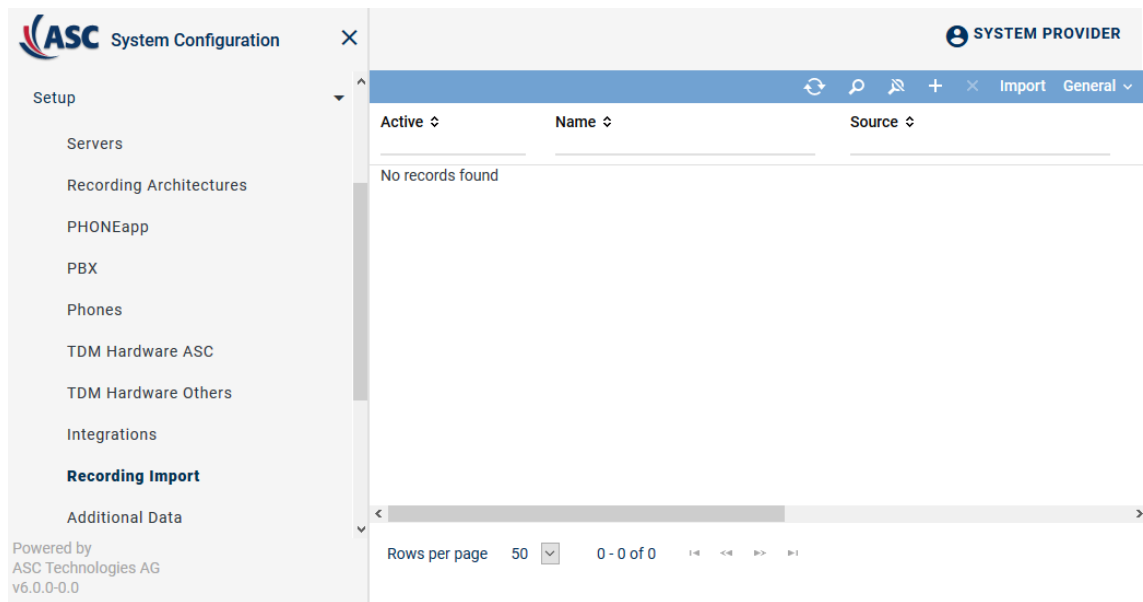 ASC System Configuration
SYSTEM PROVIDER
Setup
Servers
Recording Architectures
PHONEapp
PBX
Phones
TDM Hardware ASC
TDM Hardware Others
Integrations
Recording Import
Additional Data
Powered by
ASC Technologies AG
v6.0.0-0.0
Import General
Active Name Source
No records found
Rows per page 50 0 - 0 of 0